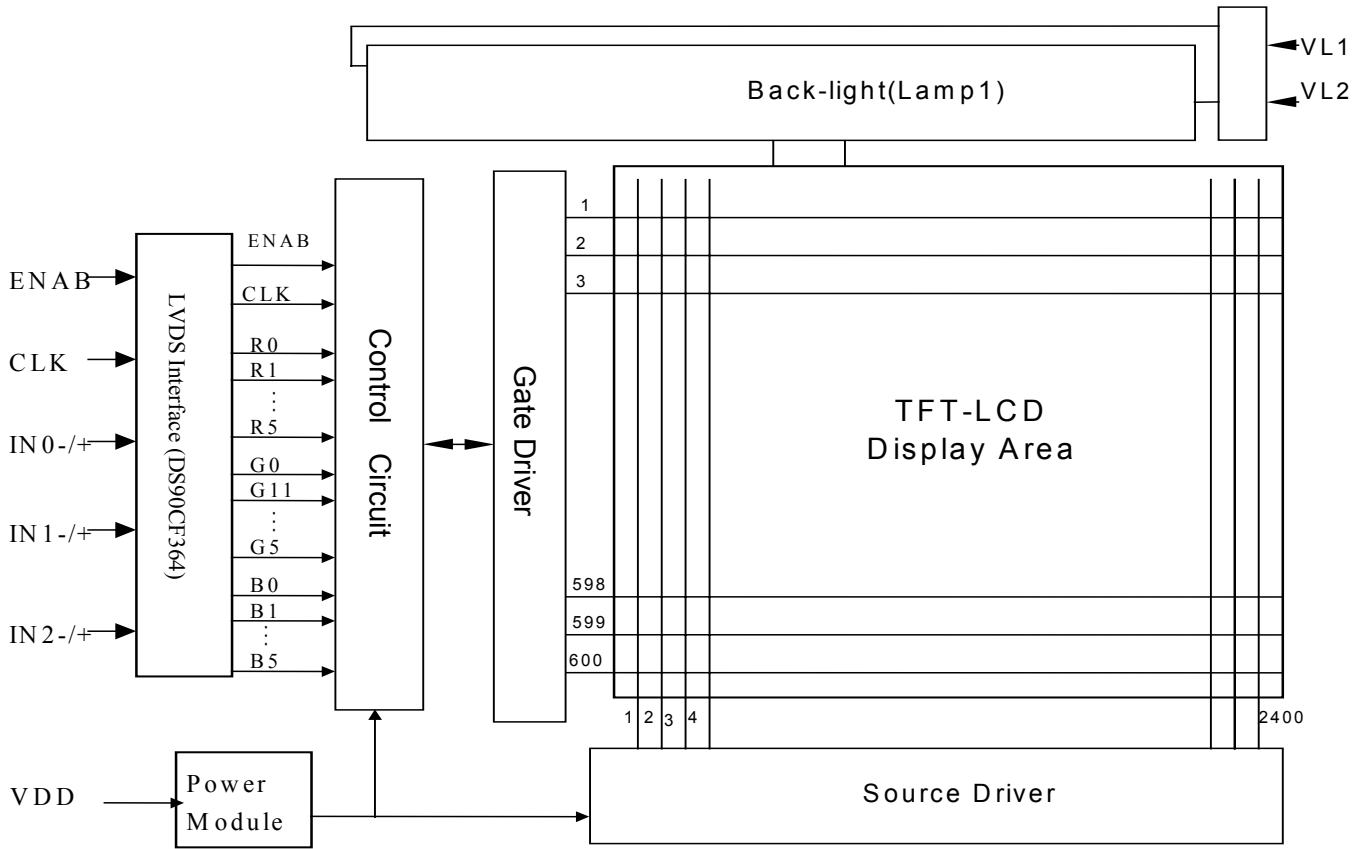 VL1
Back-light(Lamp1)
VL2
ENAB
CLK
IN0-/+
IN1-/+
IN2-/+
LVDS Interface (DS90CF364)
ENAB
CLK
R0
R1
R5
G0
G11
G5
B0
B1
B5
Control Circuit
Gate Driver
1
2
3
598
599
600
TFT-LCD
Display Area
1 2 3 4 2400
VDD
Power
Module
Source Driver